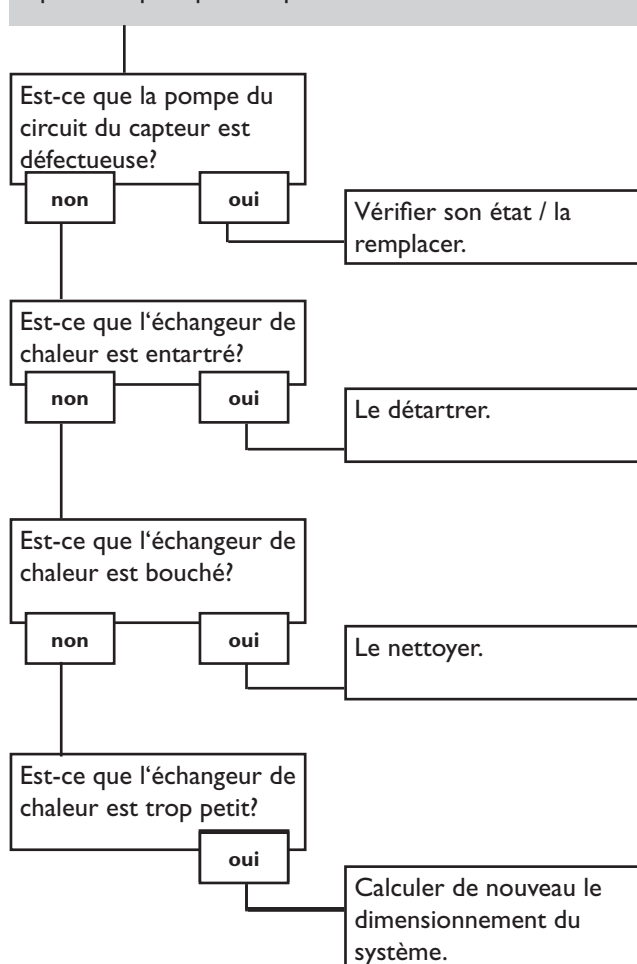 Est-ce que la pompe du
circuit du capteur est
défectueuse?
non
oui
Vérifier son état / la
remplacer.
Est-ce que l‘échangeur de
chaleur est entartré?
non
oui
Le détartrer.
Est-ce que l‘échangeur de
chaleur est bouché?
non
oui
Le nettoyer.
Est-ce que l‘échangeur de
chaleur est trop petit?
oui
Calculer de nouveau le
dimensionnement du
système.